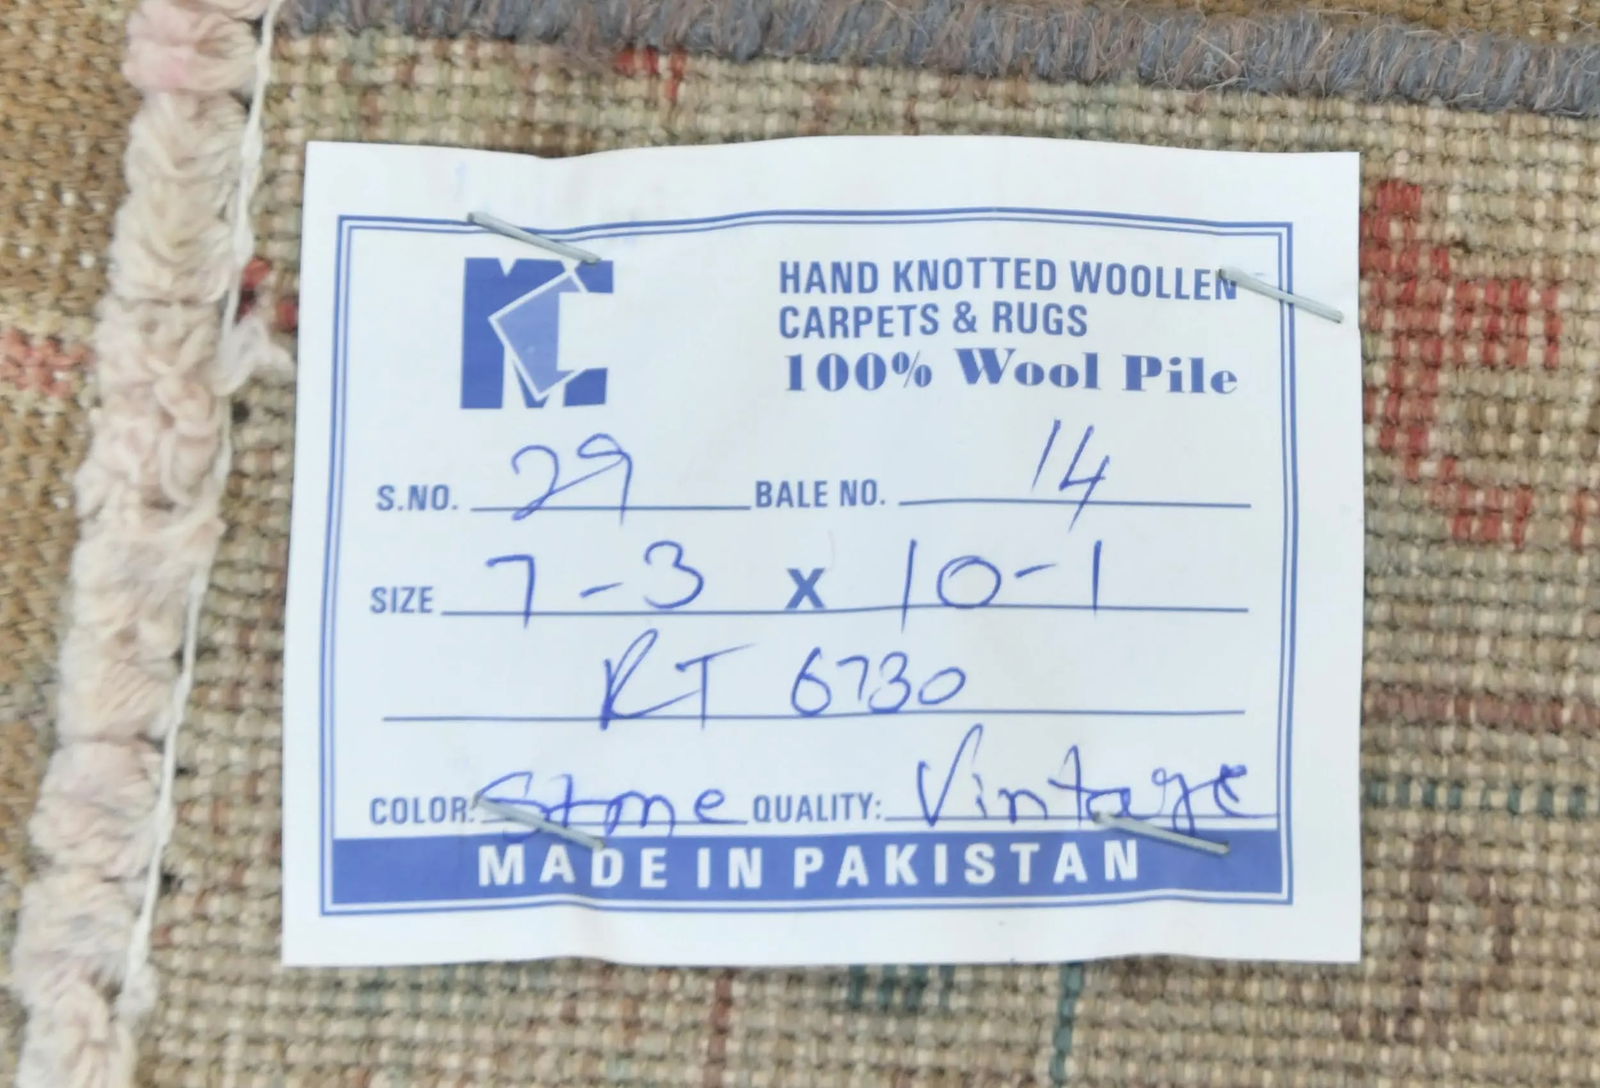 KC
HAND KNOTTED WOOLLEN
CARPETS & RUGS
100% Wool Pile
S.NO. 29 BALE NO. 14
SIZE 7-3 X 10-1
RT 6730
COLOR: Stone QUALITY: Vintage
MADE IN PAKISTAN